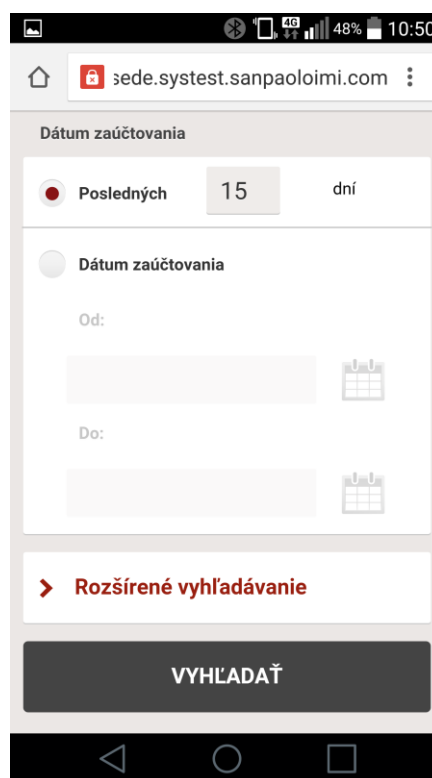 4G 48% 10:50
sede.systest.sanpaoloimi.com
Dátum zaúčtovania
Posledných 15 dní
Dátum zaúčtovania
Od:
Do:
Rozšírené vyhľadávanie
VYHĽADAŤ